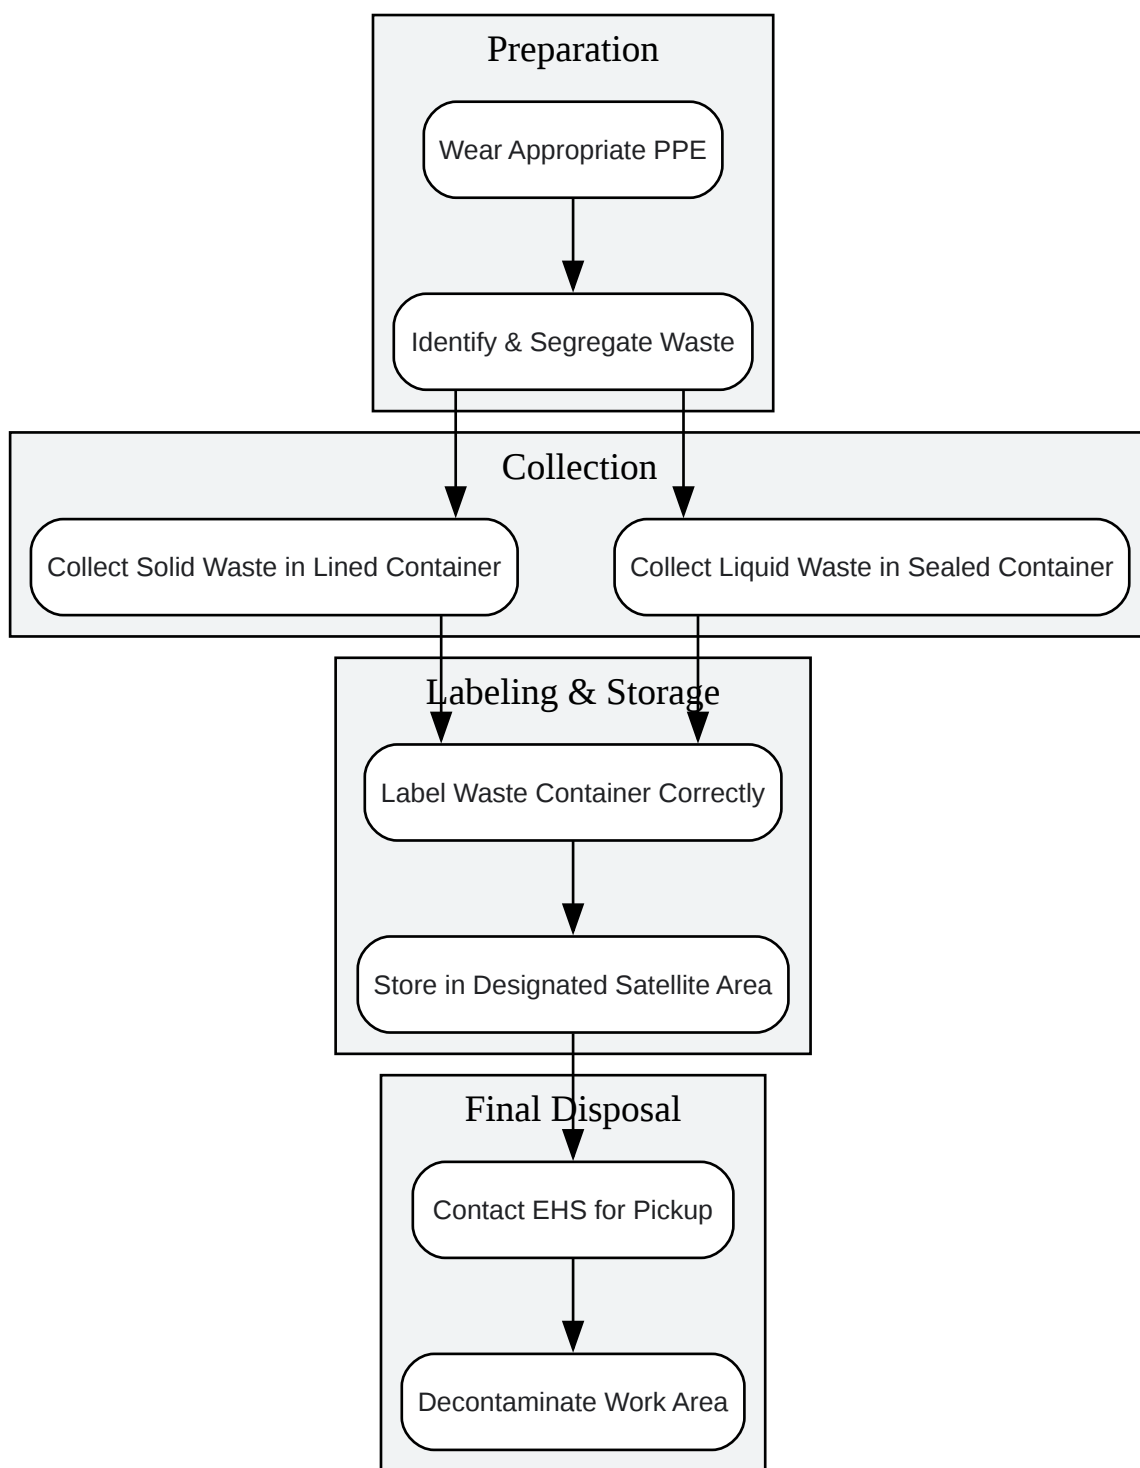 Preparation
Wear Appropriate PPE
Identify & Segregate Waste
Collection
Collect Solid Waste in Lined Container
Collect Liquid Waste in Sealed Container
Labeling & Storage
Label Waste Container Correctly
Store in Designated Satellite Area
Final Disposal
Contact EHS for Pickup
Decontaminate Work Area